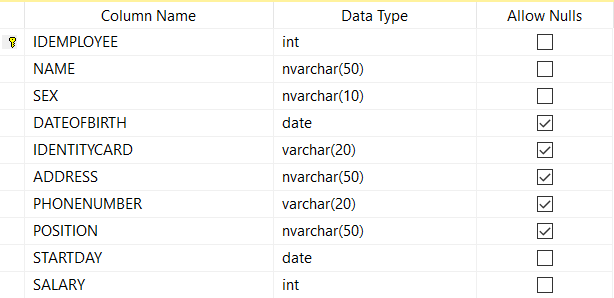 Column Name Data Type Allow Nulls
IDEMPLOYEE int
NAME nvarchar(50)
SEX nvarchar(10)
DATEOFBIRTH date
IDENTITYCARD varchar(20)
ADDRESS nvarchar(50)
PHONENUMBER varchar(20)
POSITION nvarchar(50)
STARTDAY date
SALARY int